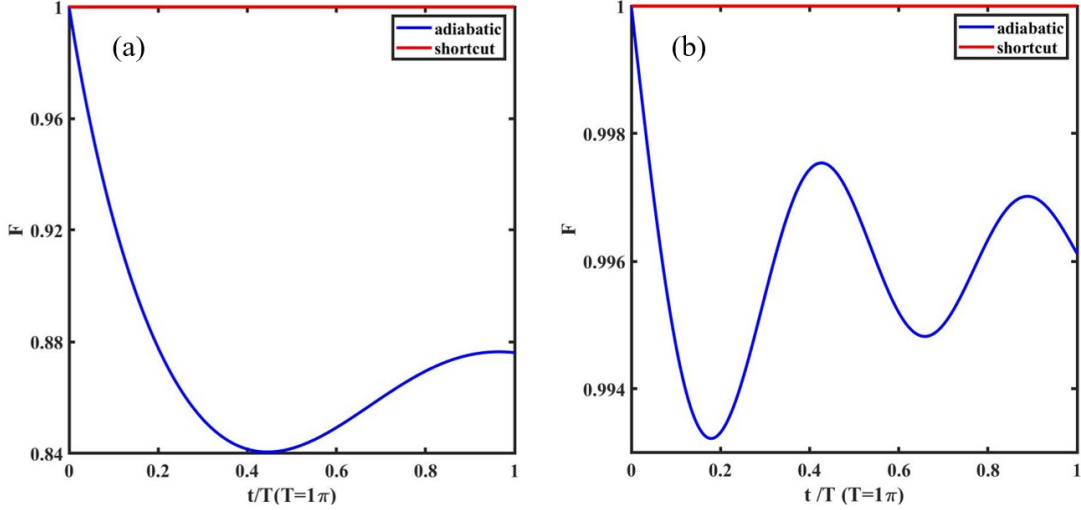 (a)
adiabatic
shortcut
1
0.96
0.92
0.88
0.84
F
0 0.2 0.4 0.6 0.8 1
t/T(T=1π)
(b)
adiabatic
shortcut
1
0.998
0.996
0.994
F
0 0.2 0.4 0.6 0.8 1
t /T (T=1π)